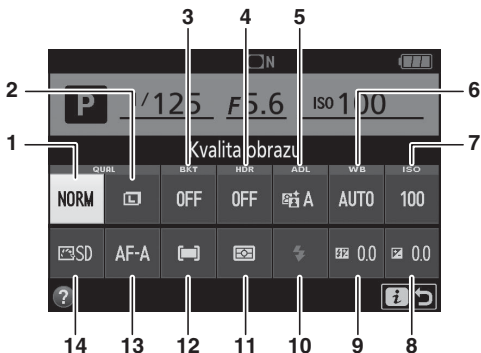 3 4 5
N
2
P 1/125 F5.6 ISO 100
6
1
Kvalita obrazu
7
QUAL BKT HDR ADL WB ISO
NORM L OFF OFF A AUTO 100
SD AF-A 0.0 0.0
? i
14 13 12 11 10 9 8